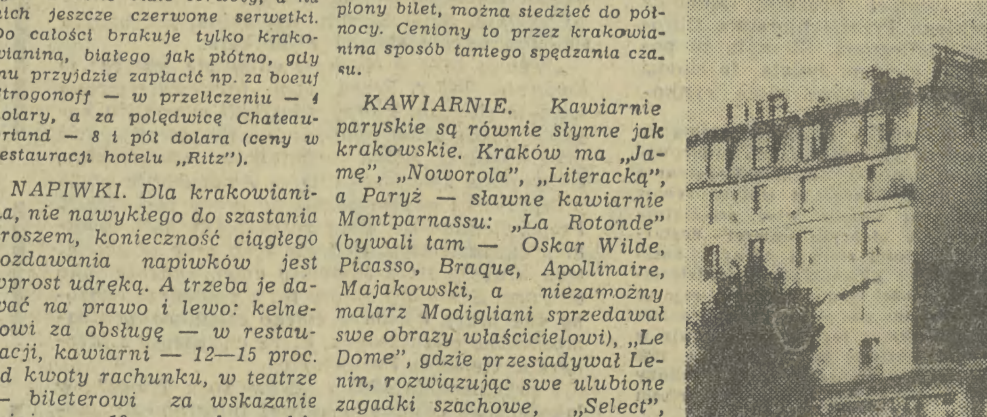 nich jeszcze czerwone serwetki.
Do całości brakuje tylko krako-
wianina, białego jak płótno, gdy
mu przyjdzie zapłacić np. za boeuf
Strogonoff — w przeliczeniu — 4
dolary, a za polędwicę Chateau-
briand — 8 i pół dolara (ceny w
restauracji hotelu „Ritz").
NAPIWKI. Dla krakowiani-
na, nie nawykłego do szastania
groszem, konieczność ciągłego
rozdawania napiwków jest
wprost udręką. A trzeba je da-
wać na prawo i lewo: kelne-
rowi za obsługę — w restau-
racji, kawiarni — 12—15 proc.
od kwoty rachunku, w teatrze
— bileterowi za wskazanie
piony bilet, można siedzieć do pół-
nocy. Ceniony to przez krakowia-
nina sposób taniego spędzania cza-
su.
KAWIARNIE. Kawiarnie
paryskie są równie słynne jak
krakowskie. Kraków ma „Ja-
mę", „Noworola", „Literacką",
a Paryż — sławne kawiarnie
Montparnassu: „La Rotonde"
(bywali tam — Oskar Wilde,
Picasso, Braque, Apollinaire,
Majakowski, a niezamożny
malarz Modigliani sprzedawał
swe obrazy właścicielowi), „Le
Dome", gdzie przesiadywał Le-
nin, rozwiązując swe ulubione
zagadki szachowe, „Select",